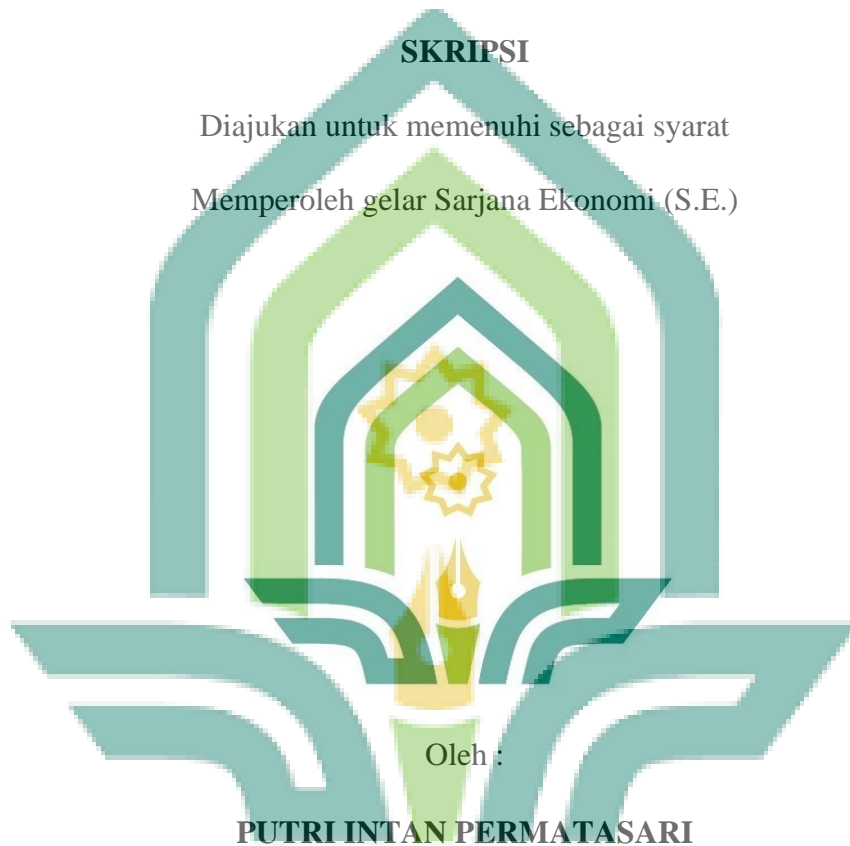 SKRIPSI
Diajukan untuk memenuhi sebagai syarat
Memperoleh gelar Sarjana Ekonomi (S.E.)
Oleh :
PUTRI INTAN PERMATASARI